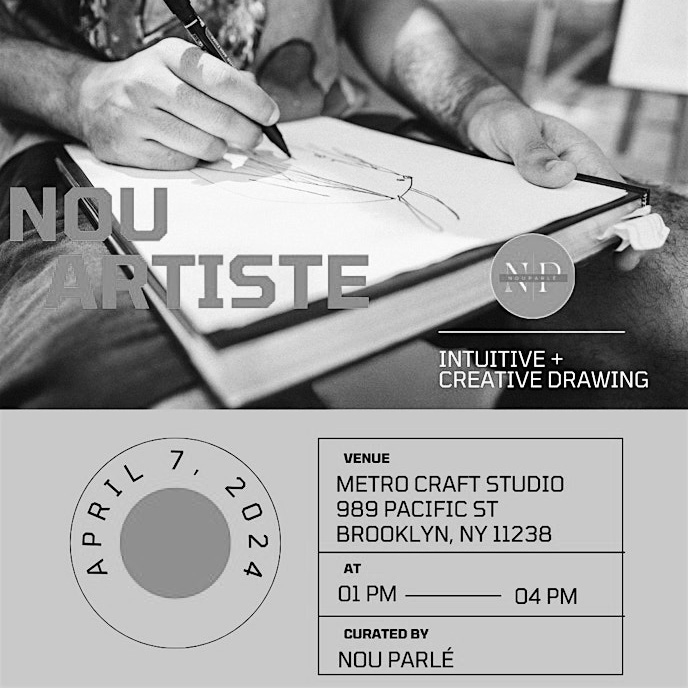 NOU
ARTISTE
N|P
NOUPARLÉ
INTUITIVE +
CREATIVE DRAWING
APRIL 7, 2024
VENUE
METRO CRAFT STUDIO
989 PACIFIC ST
BROOKLYN, NY 11238
AT
01 PM
04 PM
CURATED BY
NOU PARLÉ